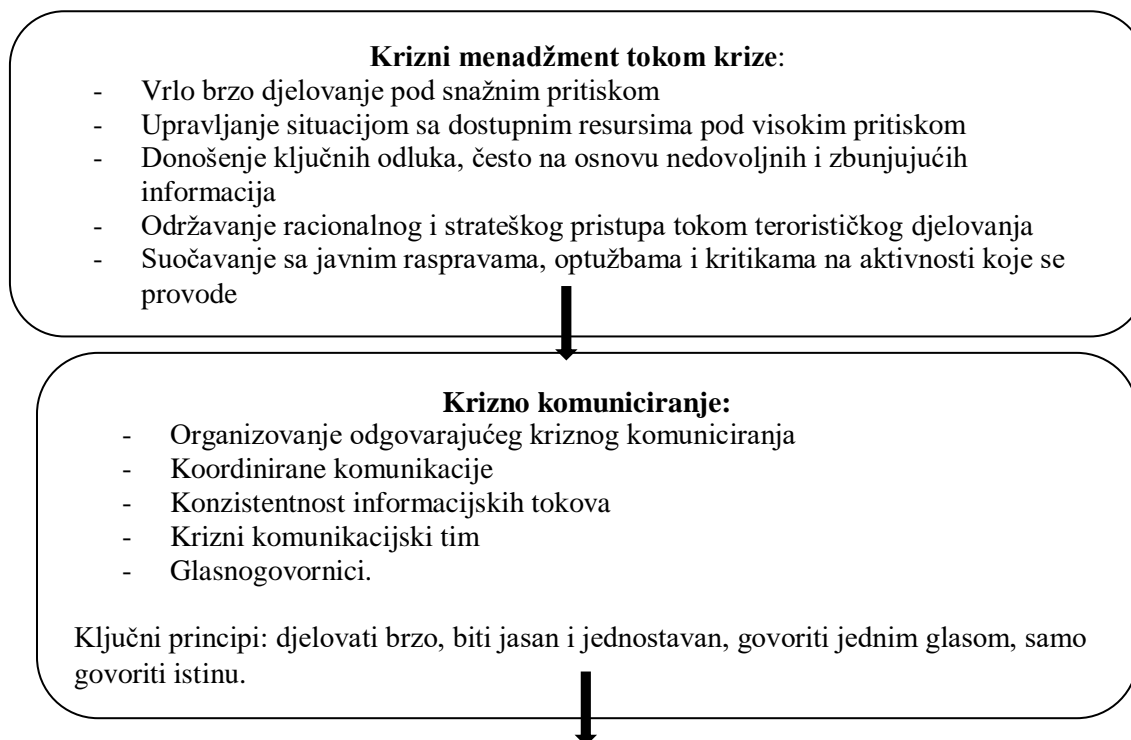 Krizni menadžment tokom krize:
- Vrlo brzo djelovanje pod snažnim pritiskom
- Upravljanje situacijom sa dostupnim resursima pod visokim pritiskom
- Donošenje ključnih odluka, često na osnovu nedovoljnih i zbunjujućih
informacija
- Održavanje racionalnog i strateškog pristupa tokom terorističkog djelovanja
- Suočavanje sa javnim raspravama, optužbama i kritikama na aktivnosti koje se
provode
Krizno komuniciranje:
- Organizovanje odgovarajućeg kriznog komuniciranja
- Koordinirane komunikacije
- Konzistentnost informacijskih tokova
- Krizni komunikacijski tim
- Glasnogovornici.
Ključni principi: djelovati brzo, biti jasan i jednostavan, govoriti jednim glasom, samo
govoriti istinu.